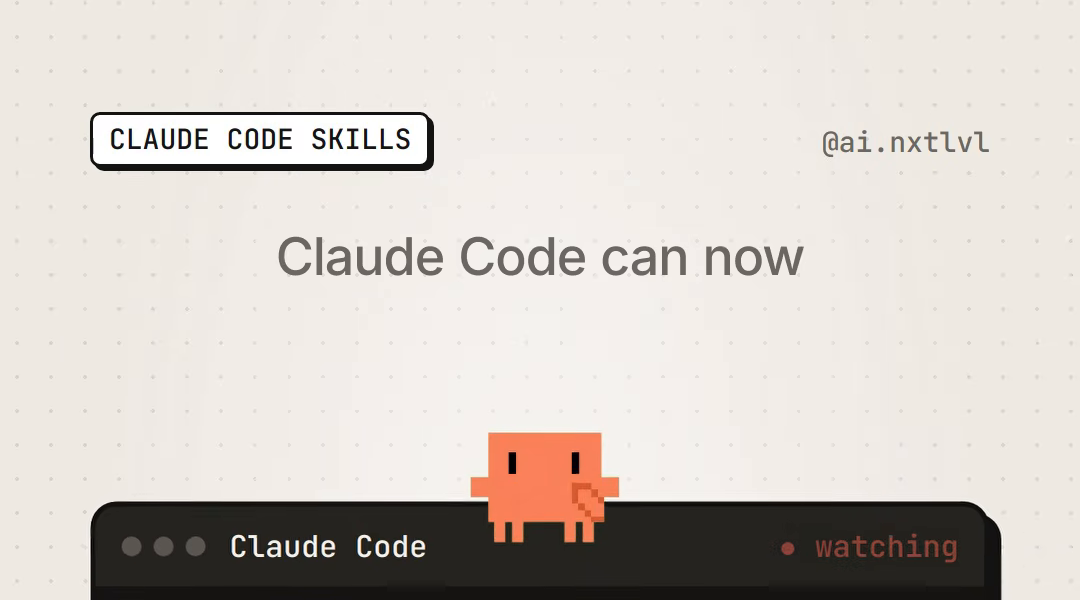 CLAUDE CODE SKILLS
@ai.nxtlvl
Claude Code can now
Claude Code
watching